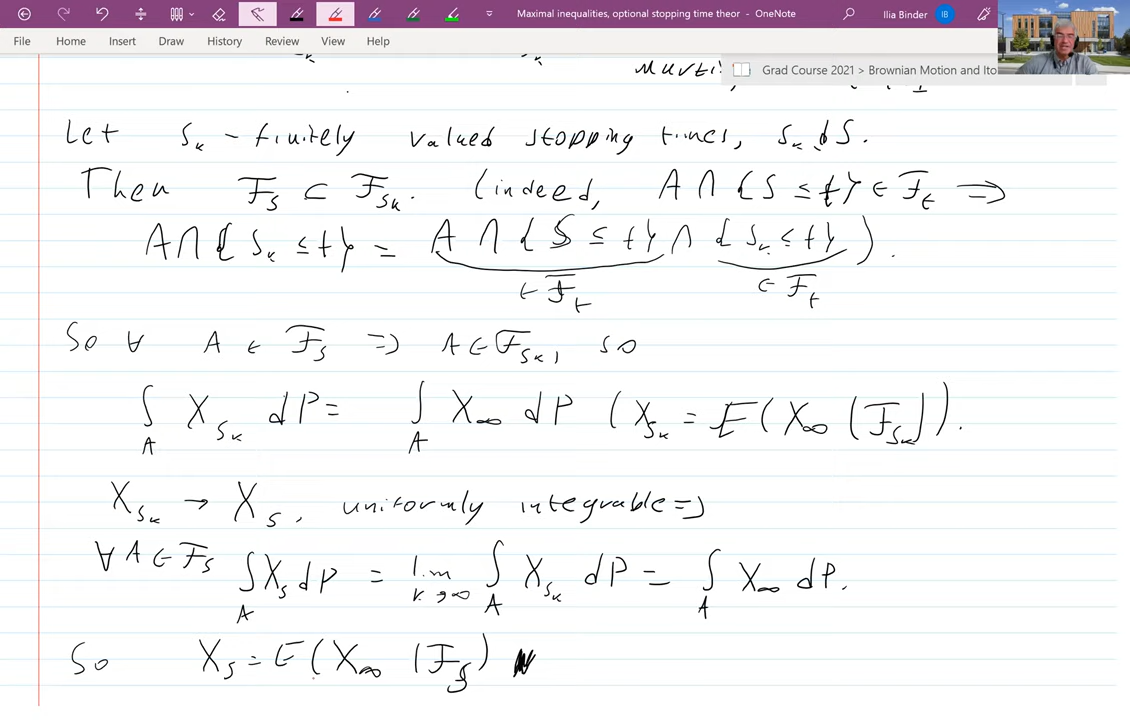 Maximal inequalities, optional stopping time theor - OneNote
Ilia Binder IB
File Home Insert Draw History Review View Help
Grad Course 2021 > Brownian Motion and Ito
Let S_k - finitely valued stopping times, S_k ↓ S.
Then F_S ⊂ F_{S_k}. (indeed, A ∩ {S ≤ t} ∈ F_t ⇒
A ∩ {S_k ≤ t} = A ∩ {S ≤ t} ∩ {S_k ≤ t}).
∈ F_t ∈ F_t
So ∀ A ∈ F_S ⇒ A ∈ F_{S_k}, so
∫_A X_{S_k} dP = ∫_A X_∞ dP (X_{S_k} = E(X_∞ | F_{S_k})).
X_{S_k} → X_S, uniformly integrable ⇒
∀ A ∈ F_S ∫_A X_S dP = lim_{k→∞} ∫_A X_{S_k} dP = ∫_A X_∞ dP.
So X_S = E(X_∞ | F_S)